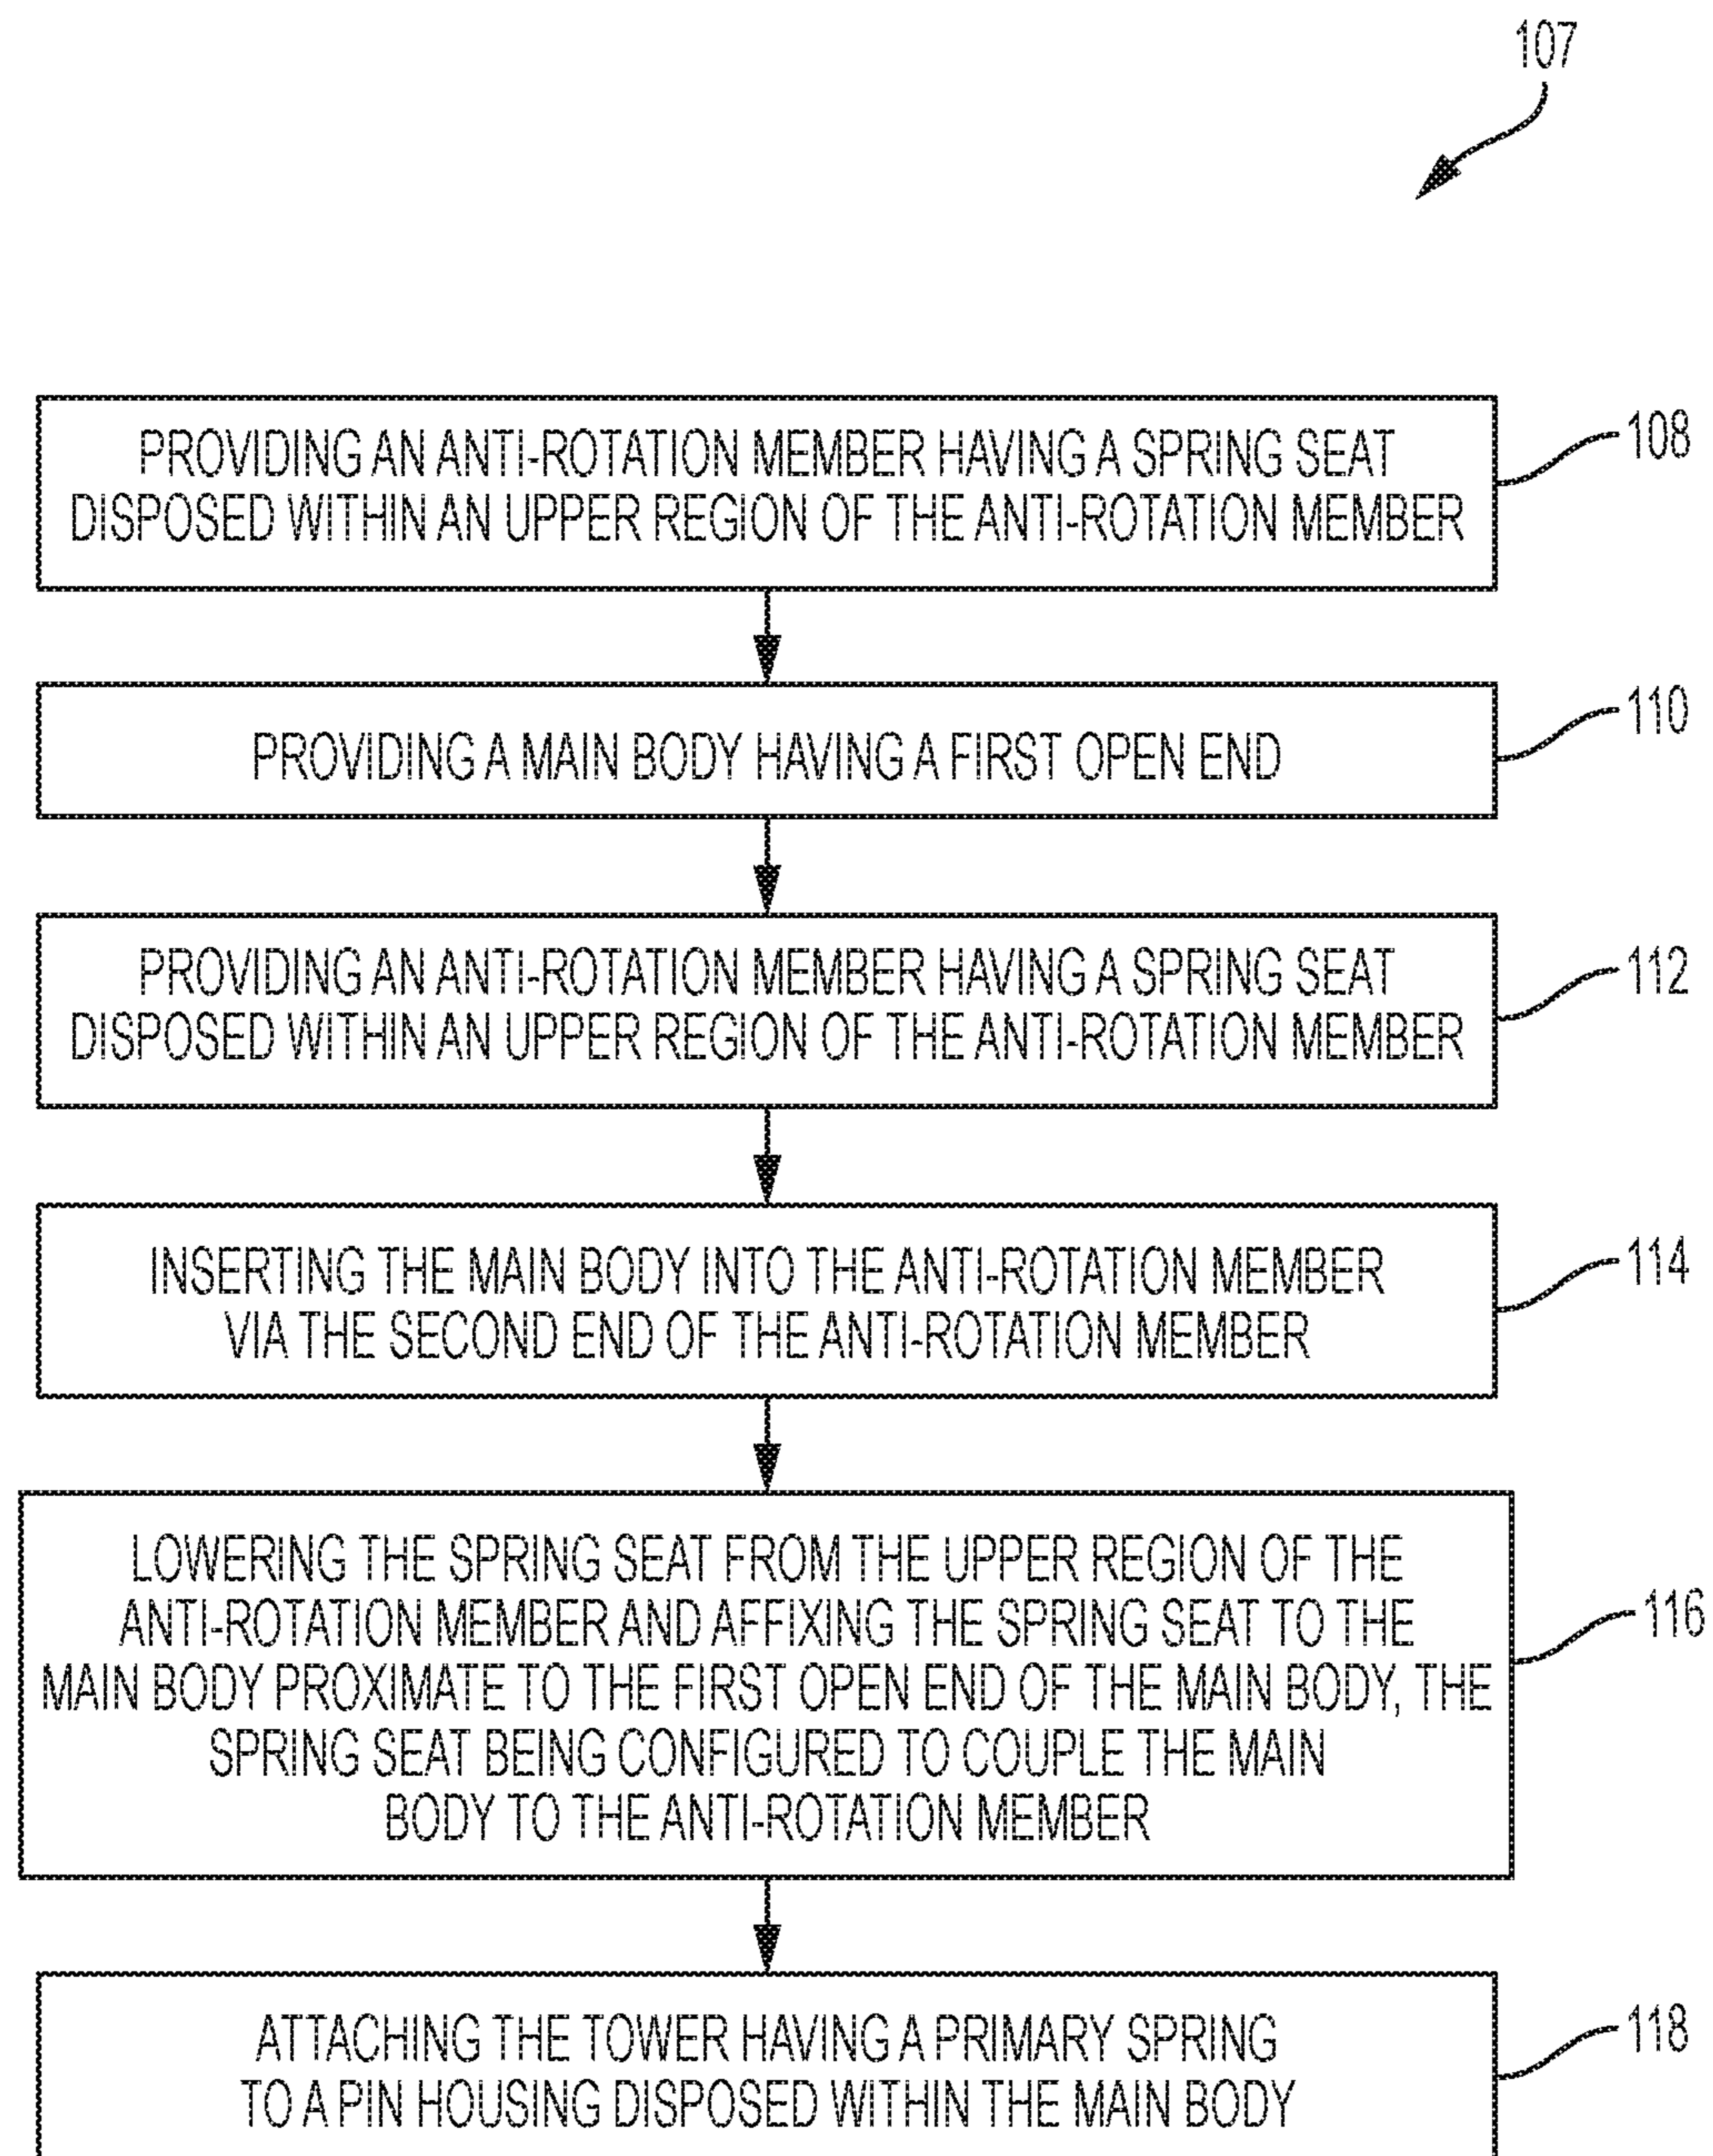 107
PROVIDING AN ANTI-ROTATION MEMBER HAVING A SPRING SEAT
DISPOSED WITHIN AN UPPER REGION OF THE ANTI-ROTATION MEMBER
108
PROVIDING A MAIN BODY HAVING A FIRST OPEN END
110
PROVIDING AN ANTI-ROTATION MEMBER HAVING A SPRING SEAT
DISPOSED WITHIN AN UPPER REGION OF THE ANTI-ROTATION MEMBER
112
INSERTING THE MAIN BODY INTO THE ANTI-ROTATION MEMBER
VIA THE SECOND END OF THE ANTI-ROTATION MEMBER
114
LOWERING THE SPRING SEAT FROM THE UPPER REGION OF THE
ANTI-ROTATION MEMBER AND AFFIXING THE SPRING SEAT TO THE
MAIN BODY PROXIMATE TO THE FIRST OPEN END OF THE MAIN BODY, THE
SPRING SEAT BEING CONFIGURED TO COUPLE THE MAIN
BODY TO THE ANTI-ROTATION MEMBER
116
ATTACHING THE TOWER HAVING A PRIMARY SPRING
TO A PIN HOUSING DISPOSED WITHIN THE MAIN BODY
118